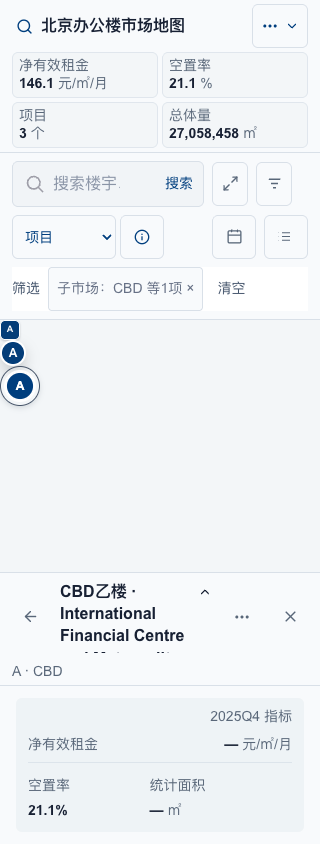 北京办公楼市场地图
净有效租金
146.1 元/㎡/月
空置率
21.1 %
项目
3 个
总体量
27,058,458 ㎡
搜索楼宇.
搜索
项目
筛选
子市场：CBD 等1项 ×
清空
A
A
A
CBD乙楼 ·
International
Financial Centre
A · CBD
2025Q4 指标
净有效租金
— 元/㎡/月
空置率
统计面积
21.1%
— ㎡